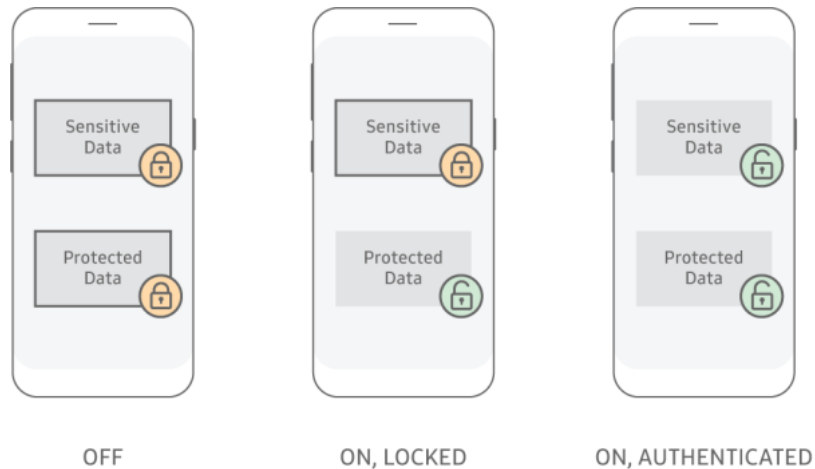 Sensitive
Data
Protected
Data
OFF
Sensitive
Data
Protected
Data
ON, LOCKED
Sensitive
Data
Protected
Data
ON, AUTHENTICATED